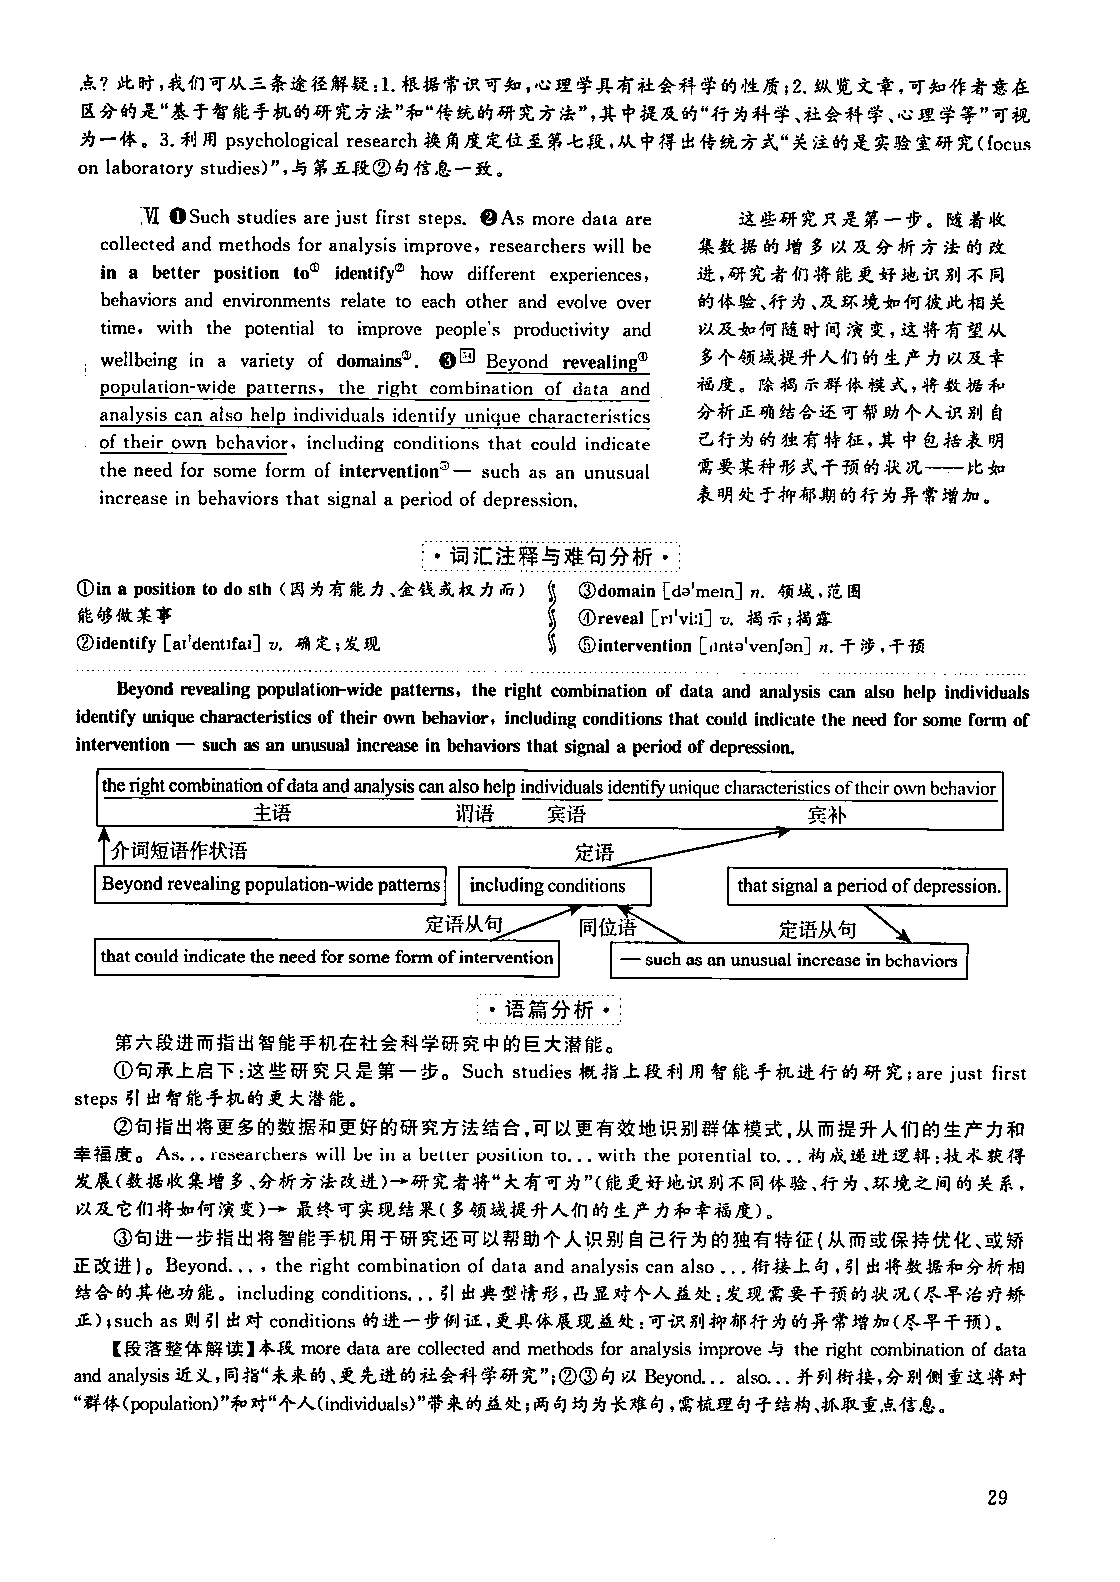 点？此时，我们可从三条途径解疑：1. 根据常识可知，心理学具有社会科学的性质；2. 纵览文章，可知作者意在
区分的是“基于智能手机的研究方法”和“传统的研究方法”，其中提及的“行为科学、社会科学、心理学等”可视
为一体。3. 利用 psychological research 换角度定位至第七段，从中得出传统方式“关注的是实验室研究(focus
on laboratory studies)”，与第五段②句信息一致。
Ⅵ ❶Such studies are just first steps. ❷As more data are
collected and methods for analysis improve, researchers will be
in a better position to① identify② how different experiences,
behaviors and environments relate to each other and evolve over
time, with the potential to improve people's productivity and
wellbeing in a variety of domains③. ❸ Beyond revealing④
population-wide patterns, the right combination of data and
analysis can also help individuals identify unique characteristics
of their own behavior, including conditions that could indicate
the need for some form of intervention⑤— such as an unusual
increase in behaviors that signal a period of depression.
这些研究只是第一步。随着收
集数据的增多以及分析方法的改
进，研究者们将能更好地识别不同
的体验、行为、及环境如何彼此相关
以及如何随时间演变，这将有望从
多个领域提升人们的生产力以及幸
福度。除揭示群体模式，将数据和
分析正确结合还可帮助个人识别自
己行为的独有特征，其中包括表明
需要某种形式干预的状况——比如
表明处于抑郁期的行为异常增加。
·词汇注释与难句分析·
①in a position to do sth（因为有能力、金钱或权力而）
能够做某事
②identify [aɪˈdentɪfaɪ] v. 确定；发现
③domain [dəˈmeɪn] n. 领域，范围
④reveal [rɪˈviːl] v. 揭示；揭露
⑤intervention [ˌɪntəˈvenʃən] n. 干涉，干预
Beyond revealing population-wide patterns, the right combination of data and analysis can also help individuals
identify unique characteristics of their own behavior, including conditions that could indicate the need for some form of
intervention — such as an unusual increase in behaviors that signal a period of depression.
the right combination of data and analysis can also help individuals identify unique characteristics of their own behavior
主语 谓语 宾语 宾补
介词短语作状语 定语
Beyond revealing population-wide patterns including conditions that signal a period of depression.
定语从句 同位语 定语从句
that could indicate the need for some form of intervention — such as an unusual increase in behaviors
·语篇分析·
第六段进而指出智能手机在社会科学研究中的巨大潜能。
①句承上启下：这些研究只是第一步。Such studies 概指上段利用智能手机进行的研究；are just first
steps 引出智能手机的更大潜能。
②句指出将更多的数据和更好的研究方法结合，可以更有效地识别群体模式，从而提升人们的生产力和
幸福度。As... researchers will be in a better position to... with the potential to... 构成递进逻辑：技术获得
发展（数据收集增多、分析方法改进）→研究者将“大有可为”（能更好地识别不同体验、行为、环境之间的关系，
以及它们将如何演变）→ 最终可实现结果（多领域提升人们的生产力和幸福度）。
③句进一步指出将智能手机用于研究还可以帮助个人识别自己行为的独有特征（从而或保持优化、或矫
正改进）。Beyond..., the right combination of data and analysis can also ... 衔接上句，引出将数据和分析相
结合的其他功能。including conditions... 引出典型情形，凸显对个人益处：发现需要干预的状况（尽早治疗矫
正）；such as 则引出对 conditions 的进一步例证，更具体展现益处：可识别抑郁行为的异常增加（尽早干预）。
【段落整体解读】本段 more data are collected and methods for analysis improve 与 the right combination of data
and analysis 近义，同指“未来的、更先进的社会科学研究”；②③句以 Beyond... also... 并列衔接，分别侧重这将对
“群体(population)”和对“个人(individuals)”带来的益处；两句均为长难句，需梳理句子结构、抓取重点信息。
29